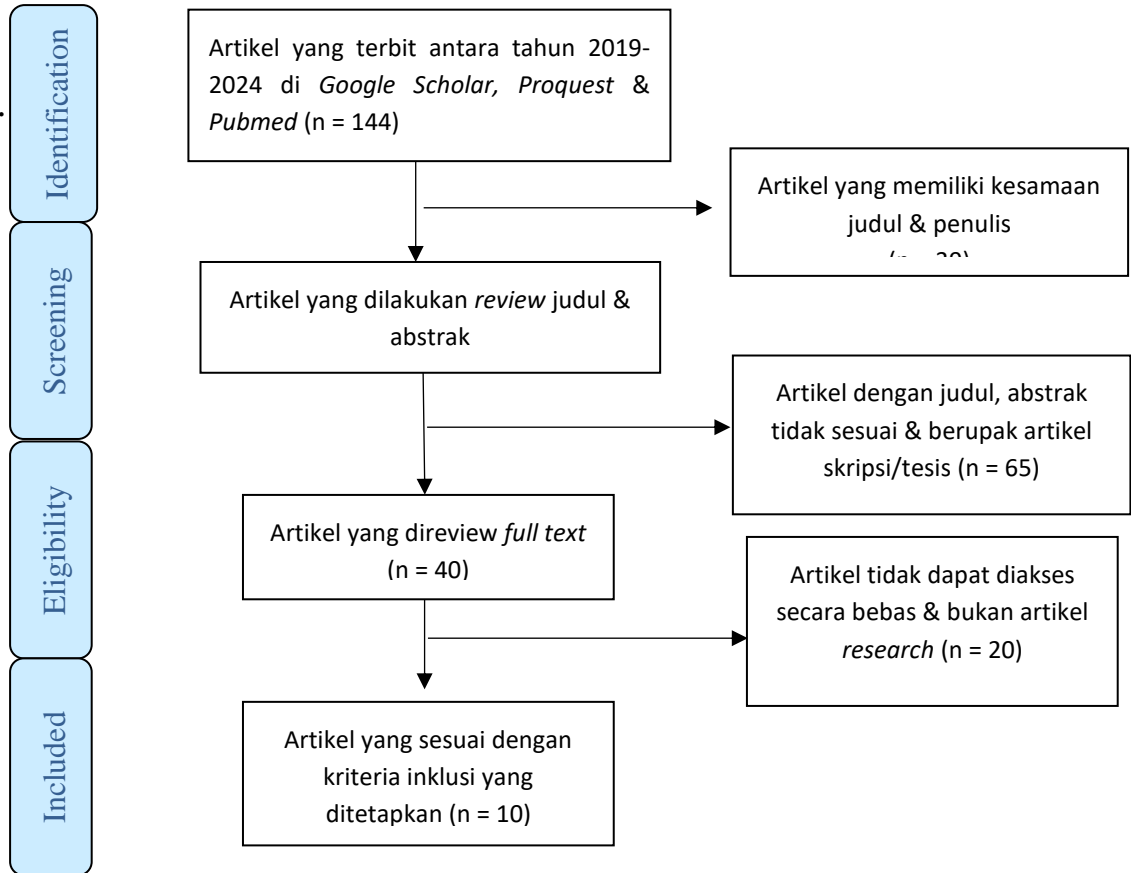 Identification
Artikel yang terbit antara tahun 2019-
2024 di Google Scholar, Proquest &
Pubmed (n = 144)
Artikel yang memiliki kesamaan
judul & penulis
Screening
Artikel yang dilakukan review judul &
abstrak
Artikel dengan judul, abstrak
tidak sesuai & berupak artikel
skripsi/tesis (n = 65)
Eligibility
Artikel yang direview full text
(n = 40)
Artikel tidak dapat diakses
secara bebas & bukan artikel
research (n = 20)
Included
Artikel yang sesuai dengan
kriteria inklusi yang
ditetapkan (n = 10)